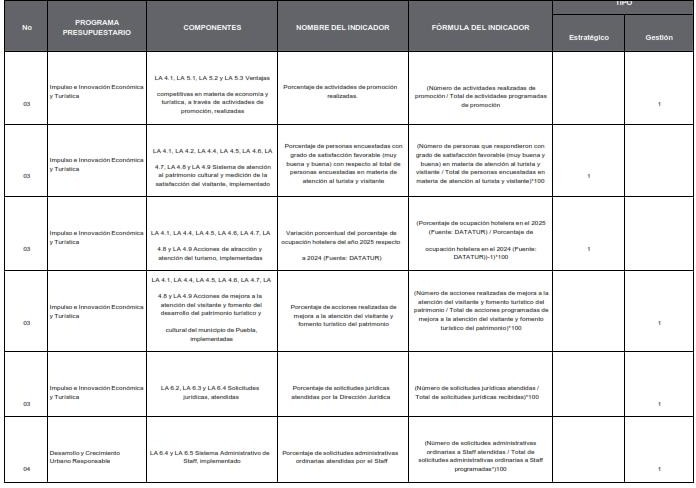 TIPO
No
PROGRAMA
PRESUPUESTARIO
COMPONENTES
NOMBRE DEL INDICADOR
FÓRMULA DEL INDICADOR
Estratégico
Gestión
03
Impulso e Innovación Económica
y Turística
LA 4.1, LA 5.1, LA 5.2 y LA 5.3 Ventajas
competitivas en materia de economía y
turística, a través de actividades de
promoción, realizadas
Porcentaje de actividades de promoción
realizadas.
(Número de actividades realizadas de
promoción / Total de actividades programadas
de promoción
1
03
Impulso e Innovación Económica
y Turística
LA 4.1, LA 4.2, LA 4.4, LA 4.5, LA 4.6, LA
4.7, LA 4.8 y LA 4.9 Sistema de atención
al patrimonio cultural y medición de la
satisfacción del visitante, implementado
Porcentaje de personas encuestadas con
grado de satisfacción favorable (muy
buena y buena) con respecto al total de
personas encuestadas en materia de
atención al turista y visitante
(Número de personas que respondieron con
grado de satisfacción favorable (muy buena y
buena) en materia de atención al turista y
visitante / Total de personas encuestadas en
materia de atención al turista y visitante)*100
1
03
Impulso e Innovación Económica
y Turística
LA 4.1, LA 4.4, LA 4.5, LA 4.6, LA 4.7, LA
4.8 y LA 4.9 Acciones de atracción y
atención del turismo, implementadas
Variación porcentual del porcentaje de
ocupación hotelera del año 2025 respecto
a 2024 (Fuente: DATATUR)
(Porcentaje de ocupación hotelera en el 2025
(Fuente: DATATUR) / Porcentaje de
ocupación hotelera en el 2024 (Fuente:
DATATUR))-1)*100
1
03
Impulso e Innovación Económica
y Turística
LA 4.1, LA 4.4, LA 4.5, LA 4.6, LA 4.7, LA
4.8 y LA 4.9 Acciones de mejora a la
atención del visitante y fomento del
desarrollo del patrimonio turístico y
cultural del municipio de Puebla,
implementadas
Porcentaje de acciones realizadas de
mejora a la atención del visitante y
fomento turístico del patrimonio
(Número de acciones realizadas de mejora a la
atención del visitante y fomento turístico del
patrimonio / Total de acciones programadas de
mejora a la atención del visitante y fomento
turístico del patrimonio)*100
1
03
Impulso e Innovación Económica
y Turística
LA 6.2, LA 6.3 y LA 6.4 Solicitudes
jurídicas, atendidas
Porcentaje de solicitudes jurídicas
atendidas por la Dirección Jurídica
(Número de solicitudes jurídicas atendidas /
Total de solicitudes jurídicas recibidas)*100
1
04
Desarrollo y Crecimiento
Urbano Responsable
LA 6.4 y LA 6.5 Sistema Administrativo de
Staff, implementado
Porcentaje de solicitudes administrativas
ordinarias atendidas por el Staff
(Número de solicitudes administrativas
ordinarias a Staff atendidas / Total de
solicitudes administrativas ordinarias a Staff
programadas*)100
1